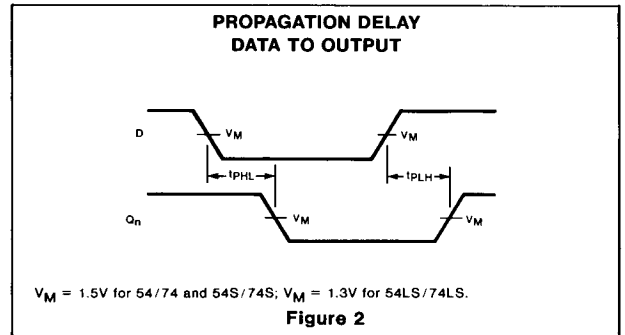 PROPAGATION DELAY
DATA TO OUTPUT
D
VM
VM
tPHL
tPLH
Qn
VM
VM
VM = 1.5V for 54/74 and 54S/74S; VM = 1.3V for 54LS/74LS.
Figure 2